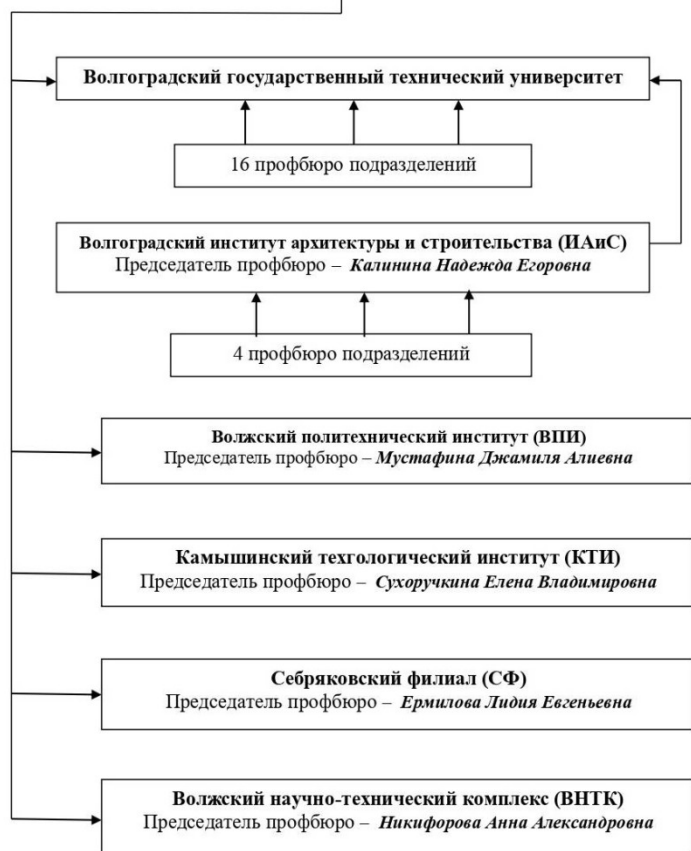 Волгоградский государственный технический университет
16 профбюро подразделений
Волгоградский институт архитектуры и строительства (ИАиС)
Председатель профбюро – Калинина Надежда Егоровна
4 профбюро подразделений
Волжский политехнический институт (ВПИ)
Председатель профбюро – Мустафина Джамиля Алиевна
Камышинский техгологический институт (КТИ)
Председатель профбюро – Сухоручкина Елена Владимировна
Себряковский филиал (СФ)
Председатель профбюро – Ермилова Лидия Евгеньевна
Волжский научно-технический комплекс (ВНТК)
Председатель профбюро – Никифорова Анна Александровна